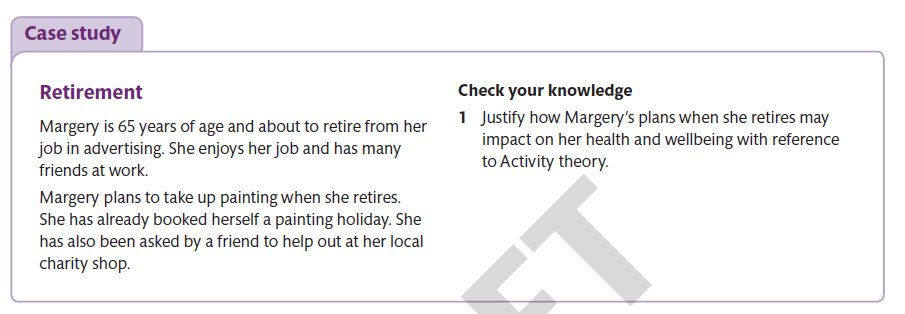 Case study
Retirement
Margery is 65 years of age and about to retire from her
job in advertising. She enjoys her job and has many
friends at work.
Margery plans to take up painting when she retires.
She has already booked herself a painting holiday. She
has also been asked by a friend to help out at her local
charity shop.
Check your knowledge
1 Justify how Margery's plans when she retires may
impact on her health and wellbeing with reference
to Activity theory.
FT